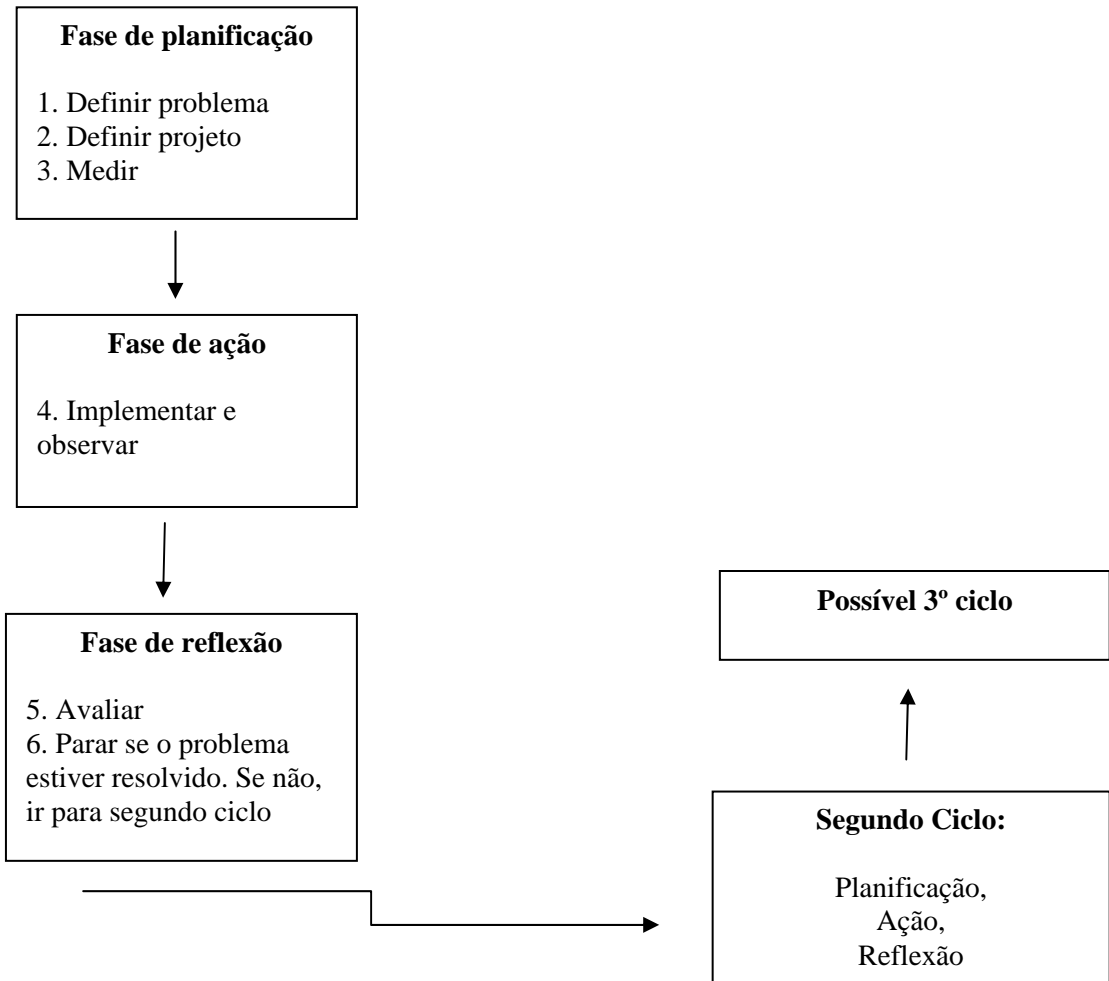 Fase de planificação
1. Definir problema
2. Definir projeto
3. Medir
Fase de ação
4. Implementar e
observar
Fase de reflexão
5. Avaliar
6. Parar se o problema
estiver resolvido. Se não,
ir para segundo ciclo
Segundo Ciclo:
Planificação,
Ação,
Reflexão
Possível 3º ciclo